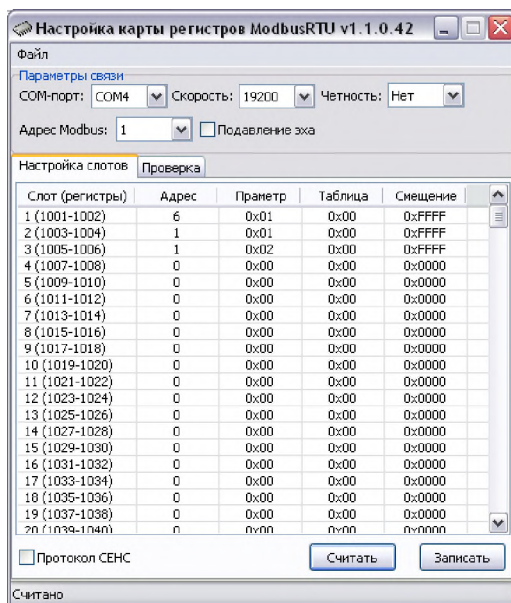 Настройка карты регистров ModbusRTU v1.1.0.42
Файл
Параметры связи
COM-порт: COM4 Скорость: 19200 Четность: Нет
Адрес Modbus: 1 Подавление эха
Настройка слотов Проверка
Слот (регистры) Адрес Праметр Таблица Смещение
1 (1001-1002) 6 0x01 0x00 0xFFFF
2 (1003-1004) 1 0x01 0x00 0xFFFF
3 (1005-1006) 1 0x02 0x00 0xFFFF
4 (1007-1008) 0 0x00 0x00 0x0000
5 (1009-1010) 0 0x00 0x00 0x0000
6 (1011-1012) 0 0x00 0x00 0x0000
7 (1013-1014) 0 0x00 0x00 0x0000
8 (1015-1016) 0 0x00 0x00 0x0000
9 (1017-1018) 0 0x00 0x00 0x0000
10 (1019-1020) 0 0x00 0x00 0x0000
11 (1021-1022) 0 0x00 0x00 0x0000
12 (1023-1024) 0 0x00 0x00 0x0000
13 (1025-1026) 0 0x00 0x00 0x0000
14 (1027-1028) 0 0x00 0x00 0x0000
15 (1029-1030) 0 0x00 0x00 0x0000
16 (1031-1032) 0 0x00 0x00 0x0000
17 (1033-1034) 0 0x00 0x00 0x0000
18 (1035-1036) 0 0x00 0x00 0x0000
19 (1037-1038) 0 0x00 0x00 0x0000
20 (1039-1040) 0 0x00 0x00 0x0000
Протокол СЕНС Считать Записать
Считано